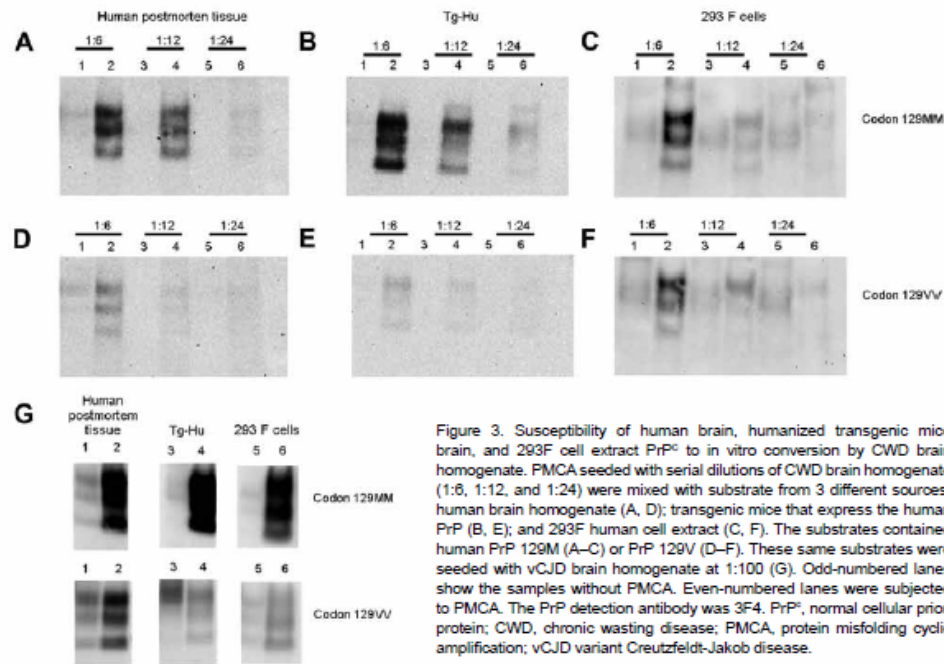 Human postmorten tissue
Tg-Hu
293 F cells
A
1:6 1:12 1:24
1 2 3 4 5 6
B
1:6 1:12 1:24
1 2 3 4 5 6
C
1:6 1:12 1:24
1 2 3 4 5 6
Codon 129MM
D
1:6 1:12 1:24
1 2 3 4 5 6
E
1:6 1:12 1:24
1 2 3 4 5 6
F
1:6 1:12 1:24
1 2 3 4 5 6
Codon 129VV
G
Human
postmortem
tissue
Tg-Hu
293 F cells
1 2 3 4 5 6
Codon 129MM
1 2 3 4 5 6
Codon 129VV
Figure 3. Susceptibility of human brain, humanized transgenic mice
brain, and 293F cell extract PrPᶜ to in vitro conversion by CWD brain
homogenate. PMCA seeded with serial dilutions of CWD brain homogenate
(1:6, 1:12, and 1:24) were mixed with substrate from 3 different sources:
human brain homogenate (A, D); transgenic mice that express the human
PrP (B, E); and 293F human cell extract (C, F). The substrates contained
human PrP 129M (A–C) or PrP 129V (D–F). These same substrates were
seeded with vCJD brain homogenate at 1:100 (G). Odd-numbered lanes
show the samples without PMCA. Even-numbered lanes were subjected
to PMCA. The PrP detection antibody was 3F4. PrPᶜ, normal cellular prion
protein; CWD, chronic wasting disease; PMCA, protein misfolding cyclic
amplification; vCJD variant Creutzfeldt-Jakob disease.